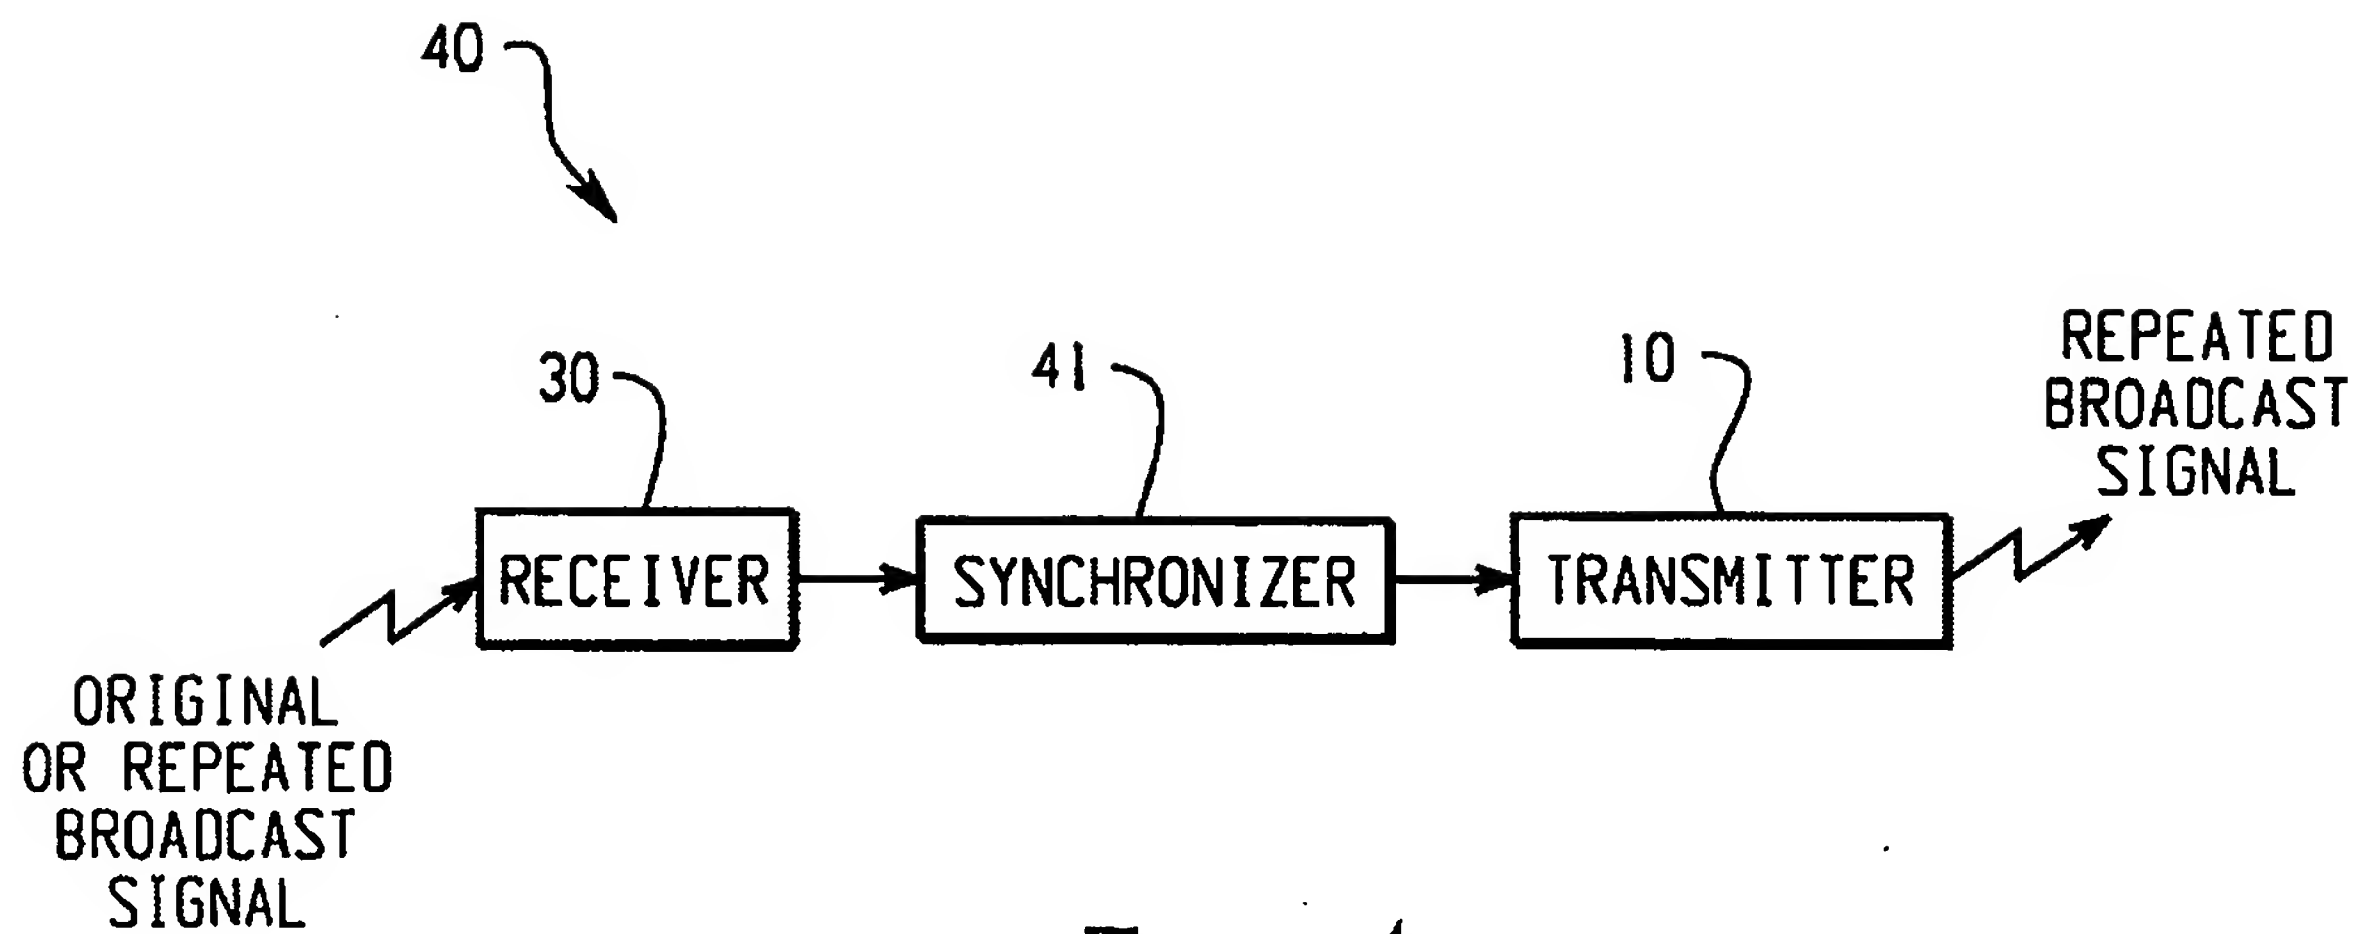 40
30
41
10
REPEATED
BROADCAST
SIGNAL
RECEIVER
SYNCHRONIZER
TRANSMITTER
ORIGINAL
OR REPEATED
BROADCAST
SIGNAL